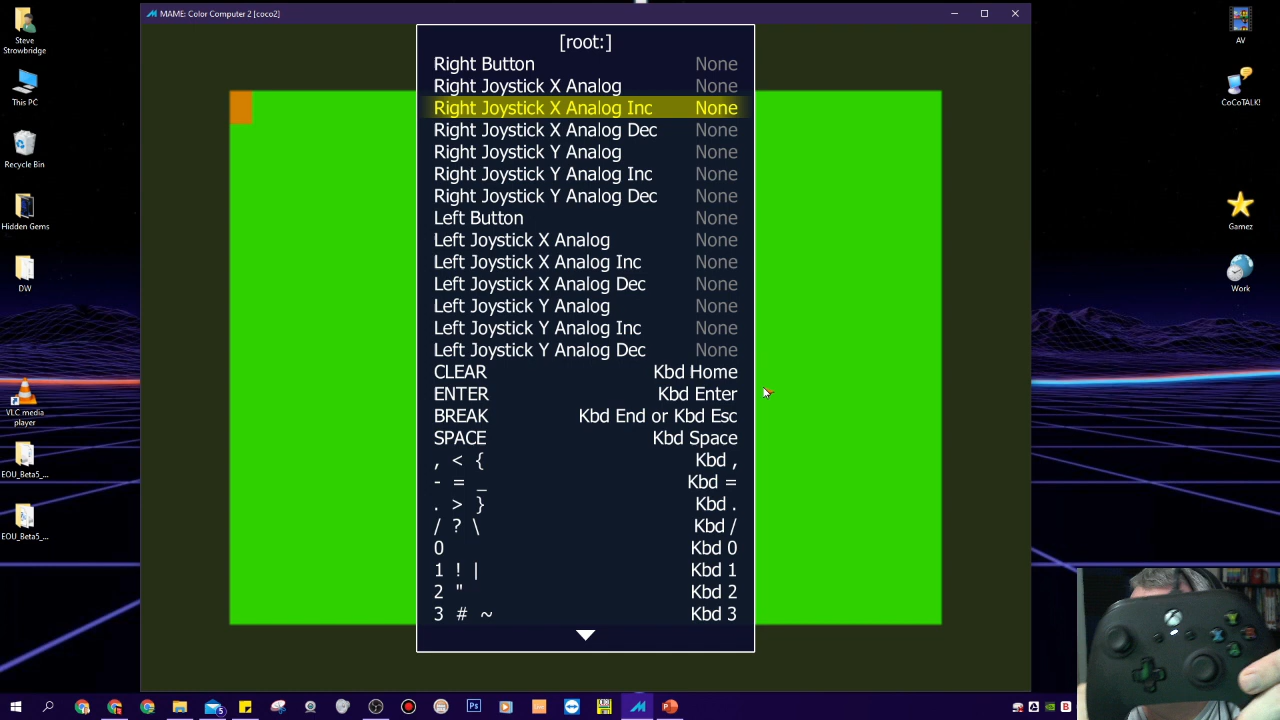 MAME: Color Computer 2 [coco2]
Steve
Strowbridge
This PC
Recycle Bin
Hidden Gems
DW
VLC media
player
EOU_Beta5_...
EOU_Beta5_...
[root:]
Right Button None
Right Joystick X Analog None
Right Joystick X Analog Inc None
Right Joystick X Analog Dec None
Right Joystick Y Analog None
Right Joystick Y Analog Inc None
Right Joystick Y Analog Dec None
Left Button None
Left Joystick X Analog None
Left Joystick X Analog Inc None
Left Joystick X Analog Dec None
Left Joystick Y Analog None
Left Joystick Y Analog Inc None
Left Joystick Y Analog Dec None
CLEAR Kbd Home
ENTER Kbd Enter
BREAK Kbd End or Kbd Esc
SPACE Kbd Space
, < { Kbd ,
- = _ Kbd =
. > } Kbd .
/ ? \ Kbd /
0 Kbd 0
1 ! | Kbd 1
2 " Kbd 2
3 # ~ Kbd 3
AV
CoCoTALK!
Gamez
Work
5
Ps